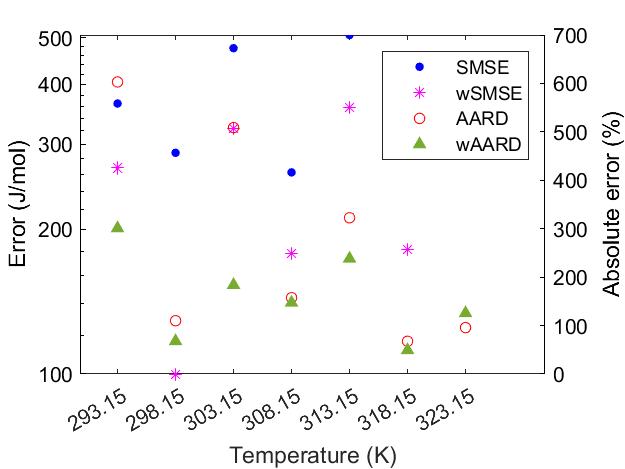 500
400
300
200
100
Error (J/mol)
700
600
500
400
300
200
100
0
Absolute error (%)
SMSE
wSMSE
AARD
wAARD
293.15
298.15
303.15
308.15
313.15
318.15
323.15
Temperature (K)